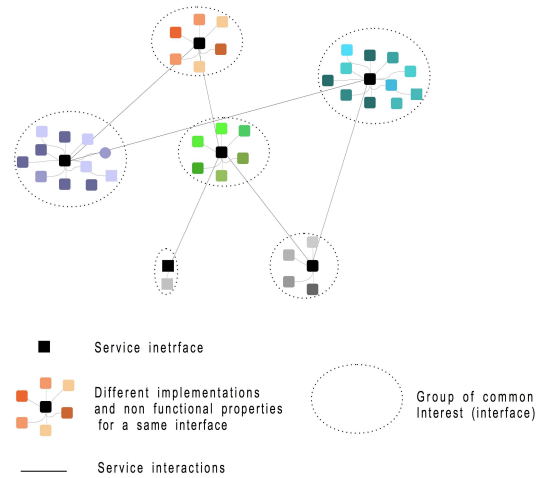 Service inetrface
Different implementations
and non functional properties
for a same interface
Group of common
Interest (interface)
Service interactions